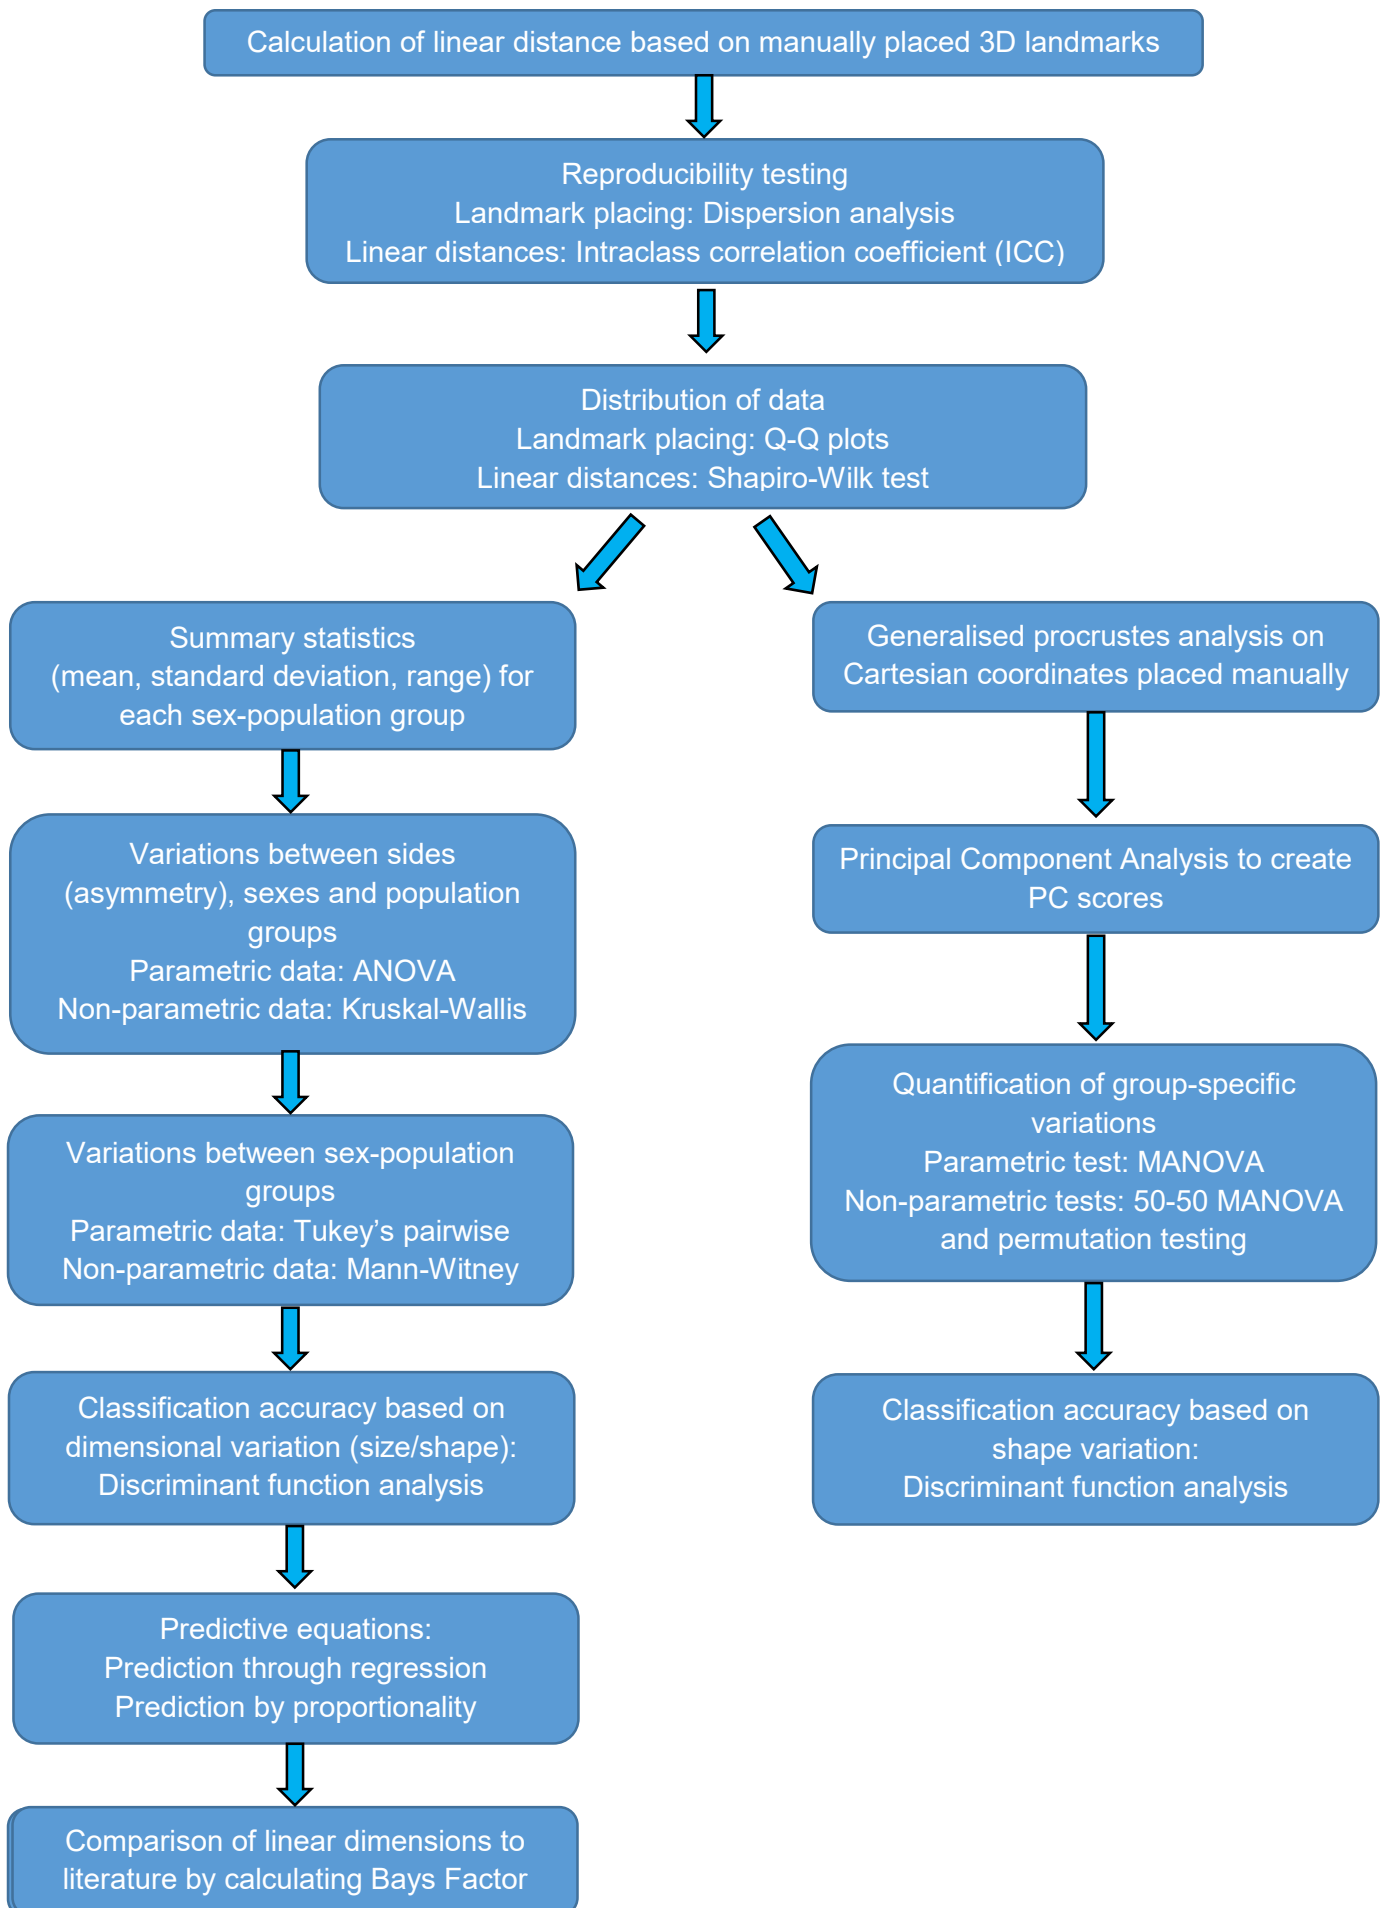 Calculation of linear distance based on manually placed 3D landmarks
Reproducibility testing
Landmark placing: Dispersion analysis
Linear distances: Intraclass correlation coefficient (ICC)
Distribution of data
Landmark placing: Q-Q plots
Linear distances: Shapiro-Wilk test
Summary statistics
(mean, standard deviation, range) for
each sex-population group
Variations between sides
(asymmetry), sexes and population
groups
Parametric data: ANOVA
Non-parametric data: Kruskal-Wallis
Variations between sex-population
groups
Parametric data: Tukey’s pairwise
Non-parametric data: Mann-Witney
Classification accuracy based on
dimensional variation (size/shape):
Discriminant function analysis
Predictive equations:
Prediction through regression
Prediction by proportionality
Comparison of linear dimensions to
literature by calculating Bays Factor
Generalised procrustes analysis on
Cartesian coordinates placed manually
Principal Component Analysis to create
PC scores
Quantification of group-specific
variations
Parametric test: MANOVA
Non-parametric tests: 50-50 MANOVA
and permutation testing
Classification accuracy based on
shape variation:
Discriminant function analysis